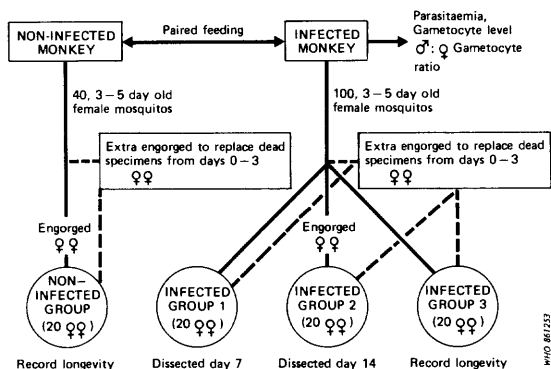 NON-INFECTED
MONKEY
Paired feeding
INFECTED
MONKEY
Parasitaemia,
Gametocyte level
♂:♀ Gametocyte
ratio
40, 3–5 day old
female mosquitos
100, 3–5 day old
female mosquitos
Extra engorged to replace dead
specimens from days 0–3
♀♀
Extra engorged to replace dead
specimens from days 0–3
♀♀
Engorged
♀♀
Engorged
♀♀
NON–
INFECTED
GROUP
(20 ♀♀)
INFECTED
GROUP 1
(20 ♀♀)
INFECTED
GROUP 2
(20 ♀♀)
INFECTED
GROUP 3
(20 ♀♀)
Record longevity
Dissected day 7
Dissected day 14
Record longevity
WHO 861253